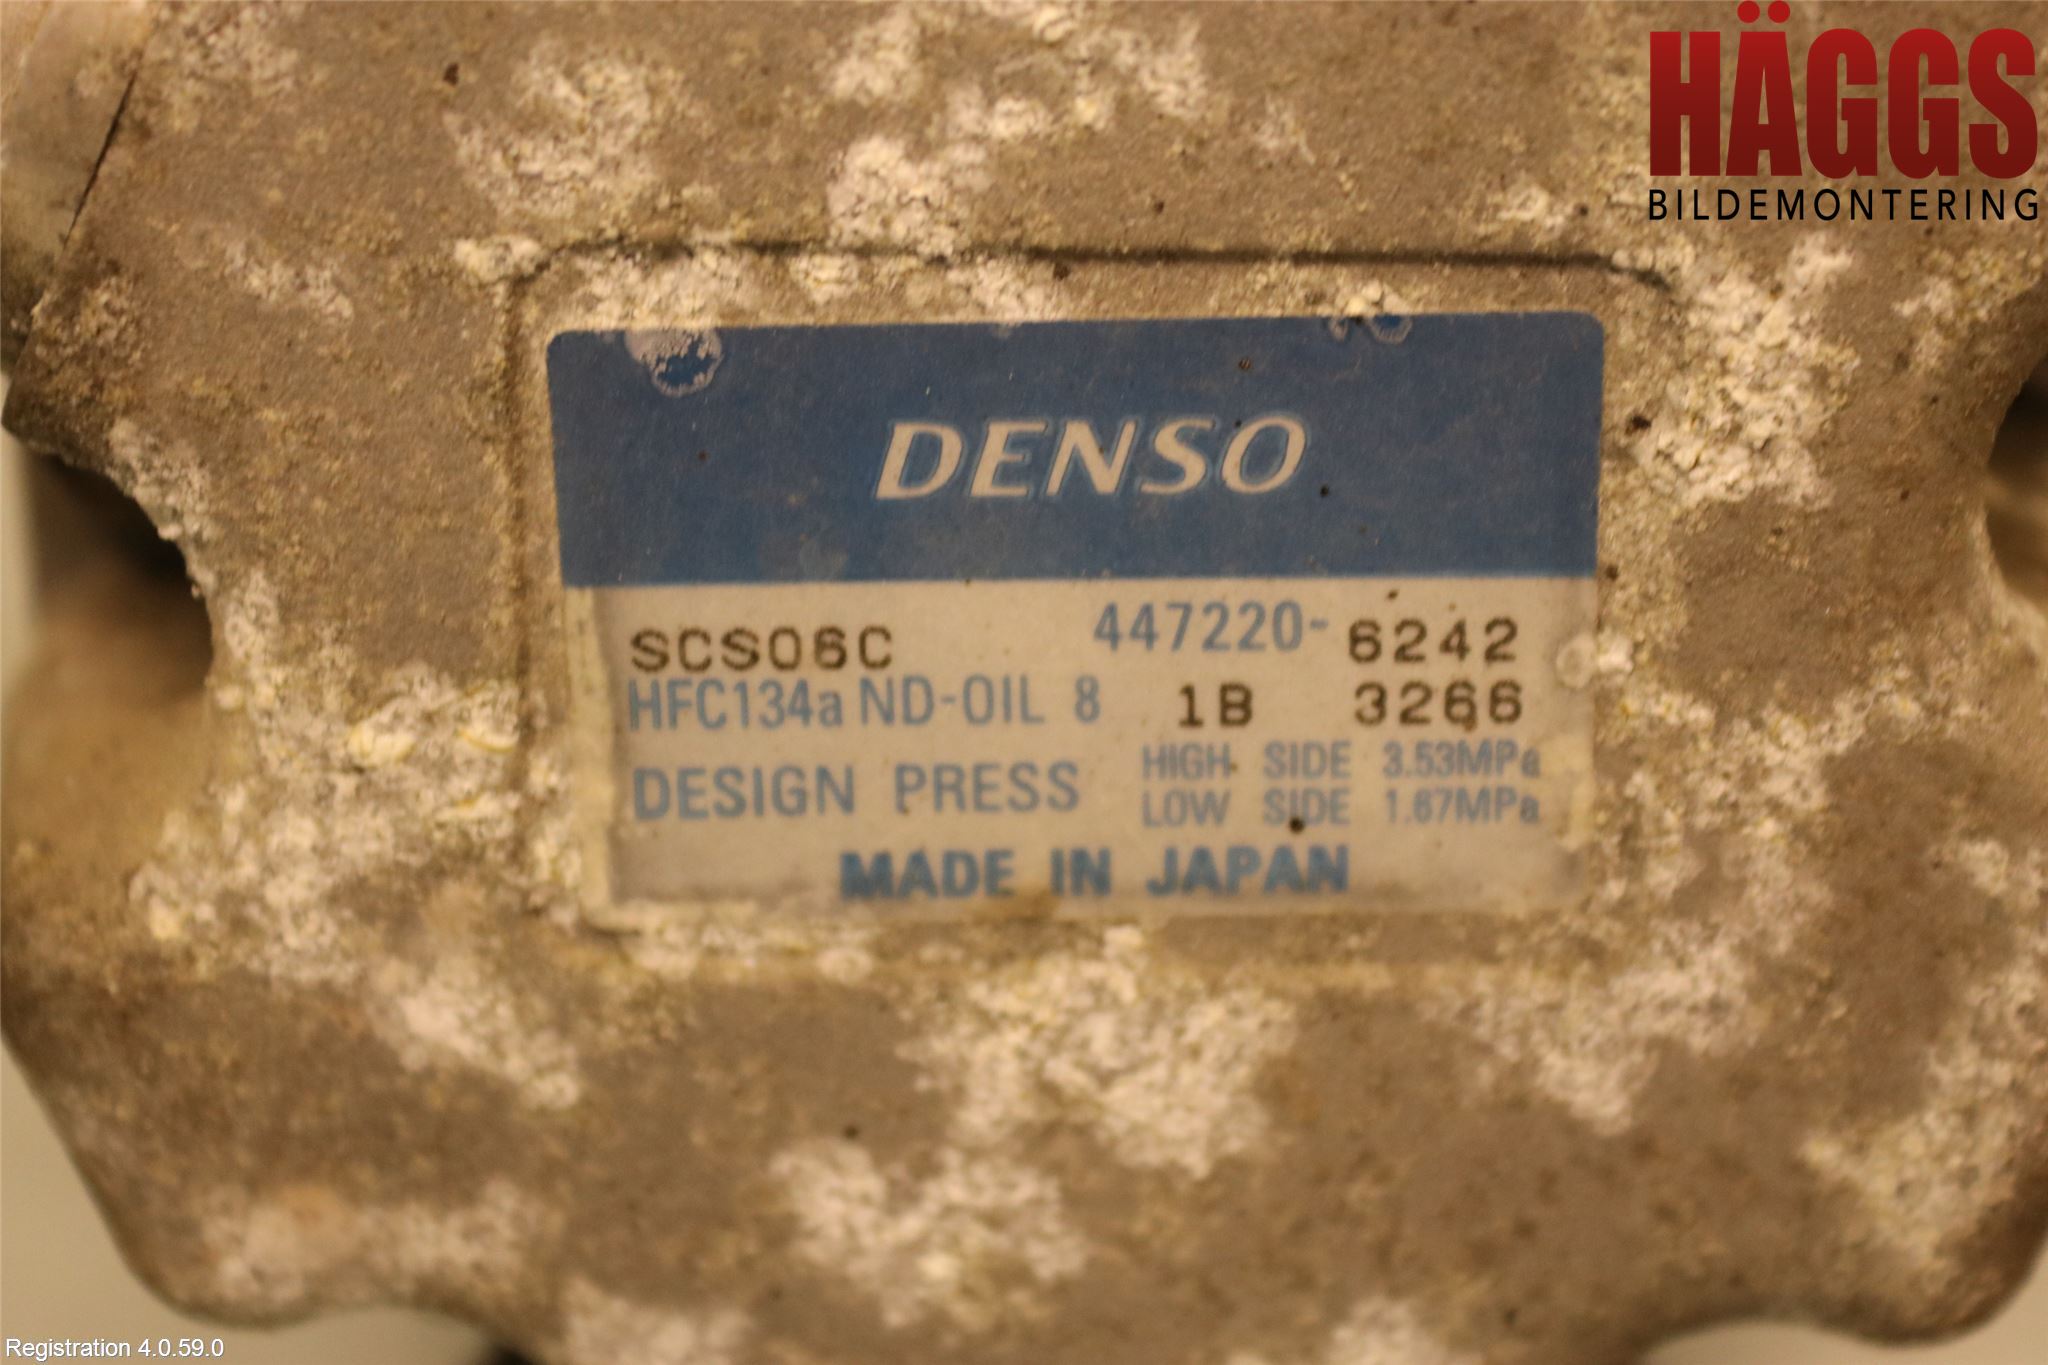 HÄGGS
BILDEMONTERING
DENSO
SCS06C 447220-6242
HFC134a ND-OIL 8 1B 3266
DESIGN PRESS HIGH SIDE 3.53MPa
LOW SIDE 1.67MPa
MADE IN JAPAN
Registration 4.0.59.0